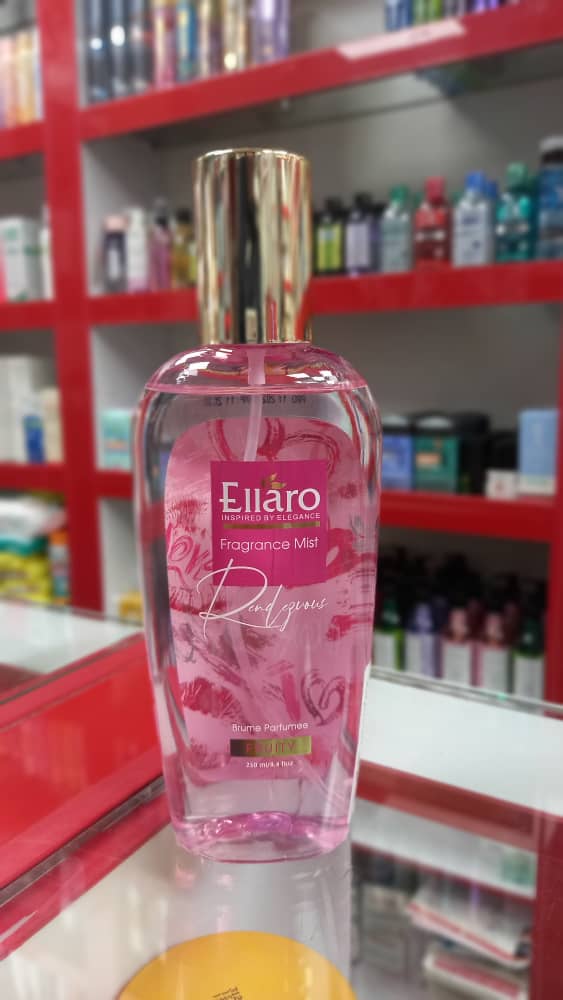 Ellaro
INSPIRED BY ELEGANCE
Fragrance Mist
Rendezvous
Brume Parfumee
FRUITY
250 ml/8.4 fl.oz